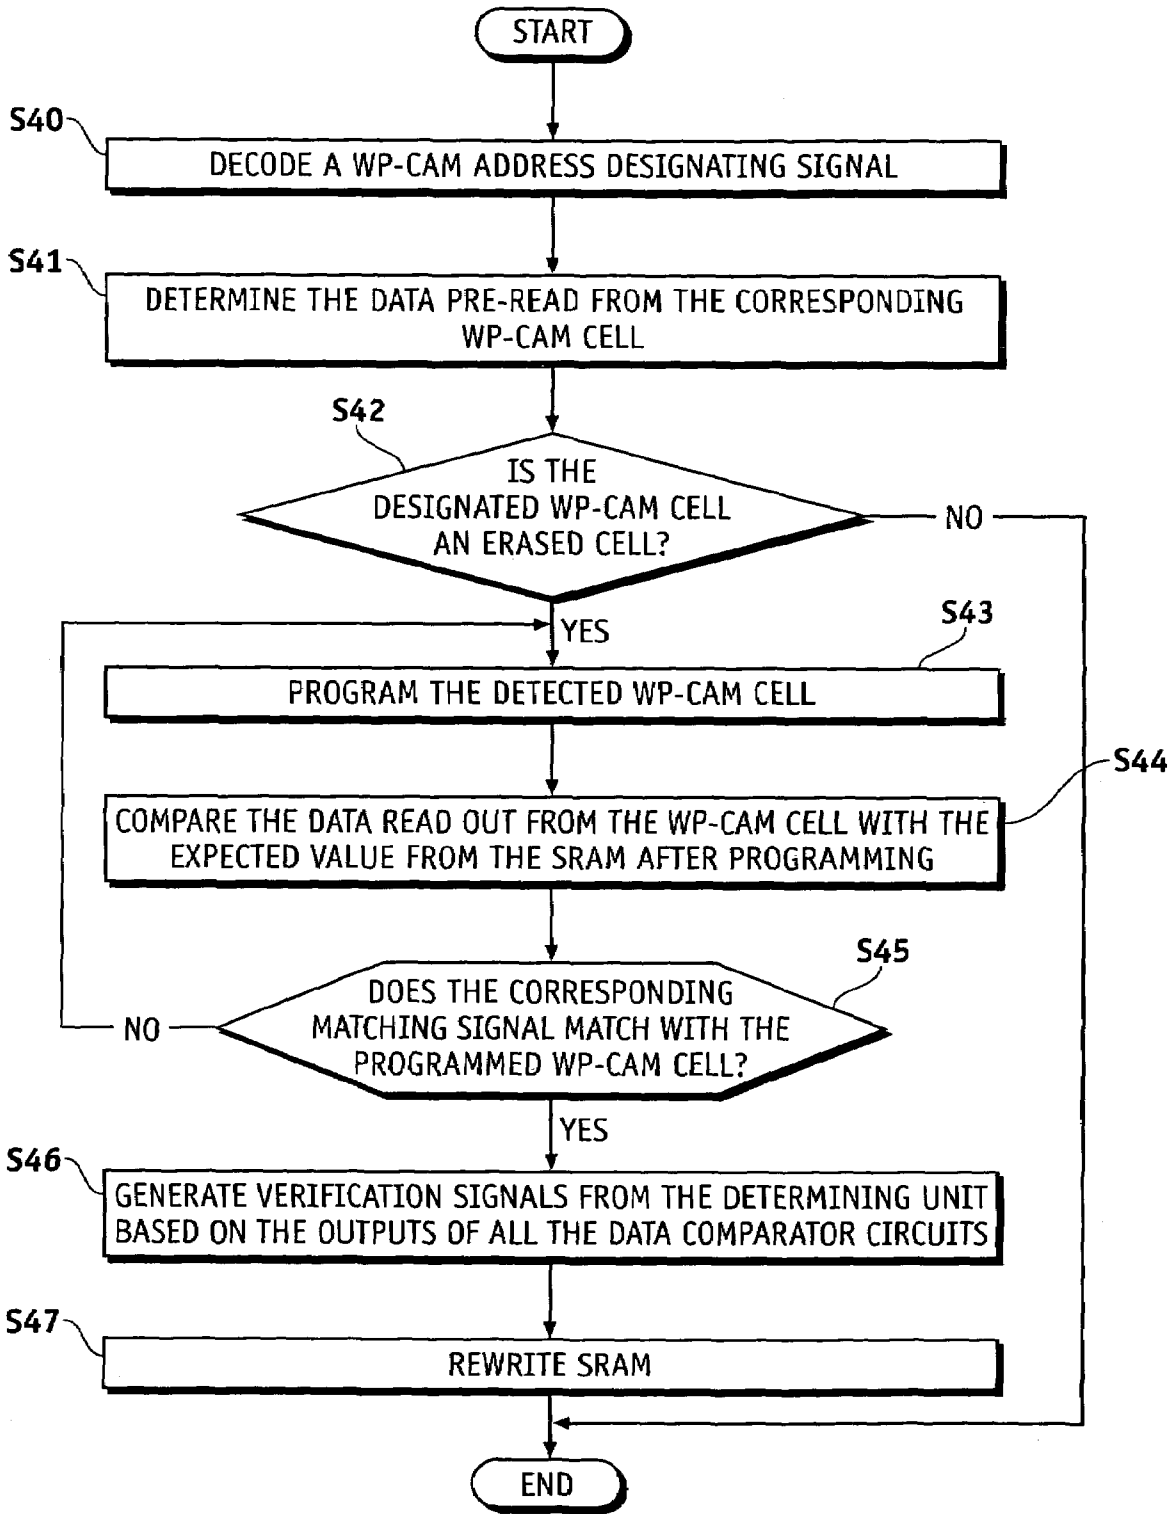 START
S40
DECODE A WP-CAM ADDRESS DESIGNATING SIGNAL
S41
DETERMINE THE DATA PRE-READ FROM THE CORRESPONDING
WP-CAM CELL
S42
IS THE
DESIGNATED WP-CAM CELL
AN ERASED CELL?
NO
YES
S43
PROGRAM THE DETECTED WP-CAM CELL
S44
COMPARE THE DATA READ OUT FROM THE WP-CAM CELL WITH THE
EXPECTED VALUE FROM THE SRAM AFTER PROGRAMMING
S45
DOES THE CORRESPONDING
MATCHING SIGNAL MATCH WITH THE
PROGRAMMED WP-CAM CELL?
NO
YES
S46
GENERATE VERIFICATION SIGNALS FROM THE DETERMINING UNIT
BASED ON THE OUTPUTS OF ALL THE DATA COMPARATOR CIRCUITS
S47
REWRITE SRAM
END